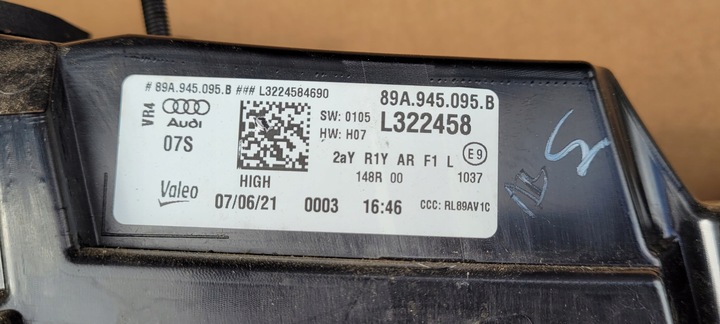 # 89A.945.095.B ### L3224584690
VR4
Audi
07S
SW: 0105
HW: H07
89A.945.095.B
L322458
2aY R1Y AR F1 L
E9
148R 00
1037
HIGH
Valeo
07/06/21 0003 16:46 CCC: RL89AV1C